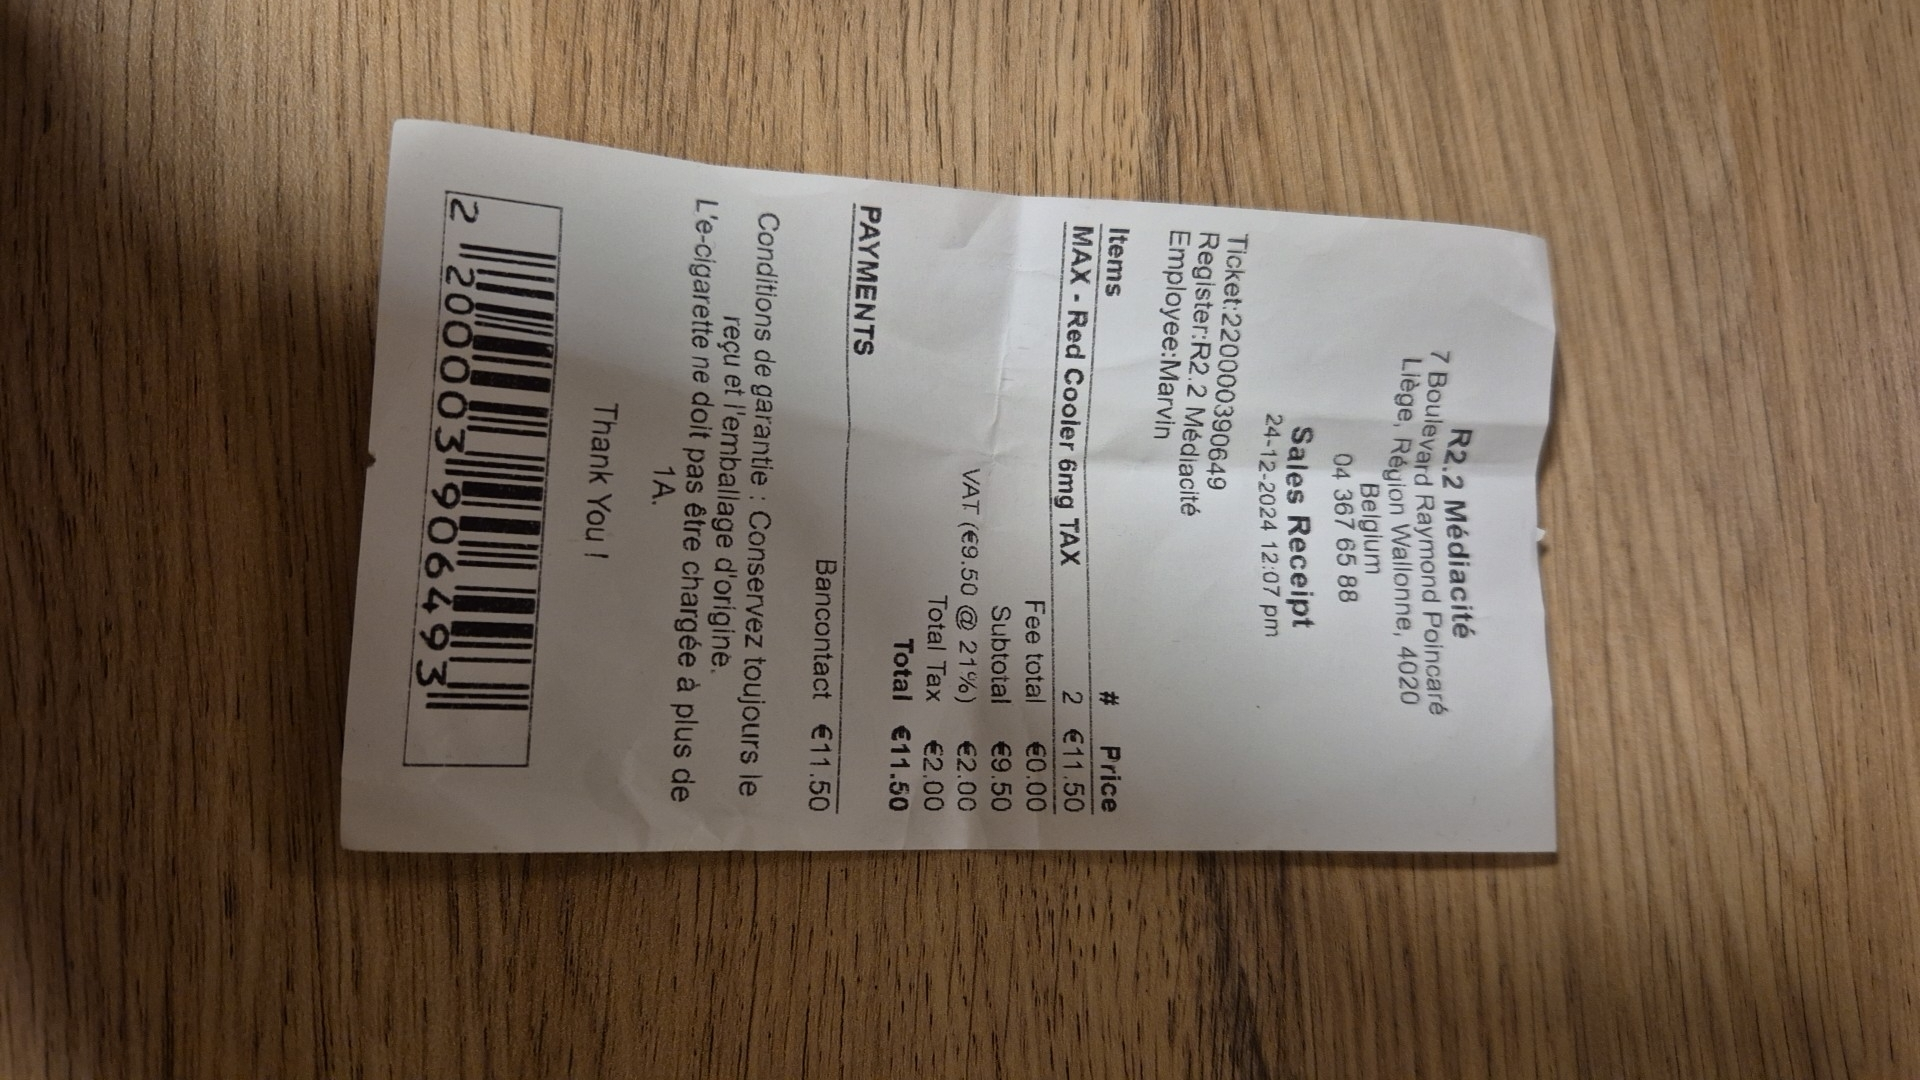 R2.2 Médiacité
7 Boulevard Raymond Poincaré
Liège, Région Wallonne, 4020
Belgium
04 367 65 88
Sales Receipt
24-12-2024 12:07 pm
Ticket:220000390649
Register:R2.2 Médiacité
Employee:Marvin
Items # Price
MAX - Red Cooler 6mg TAX 2 €11.50
Fee total €0.00
Subtotal €9.50
VAT (€9.50 @ 21%) €2.00
Total Tax €2.00
Total €11.50
PAYMENTS
Bancontact €11.50
Conditions de garantie : Conservez toujours le
reçu et l'emballage d'origine.
L'e-cigarette ne doit pas être chargée à plus de
1A.
Thank You !
2 200003 906493